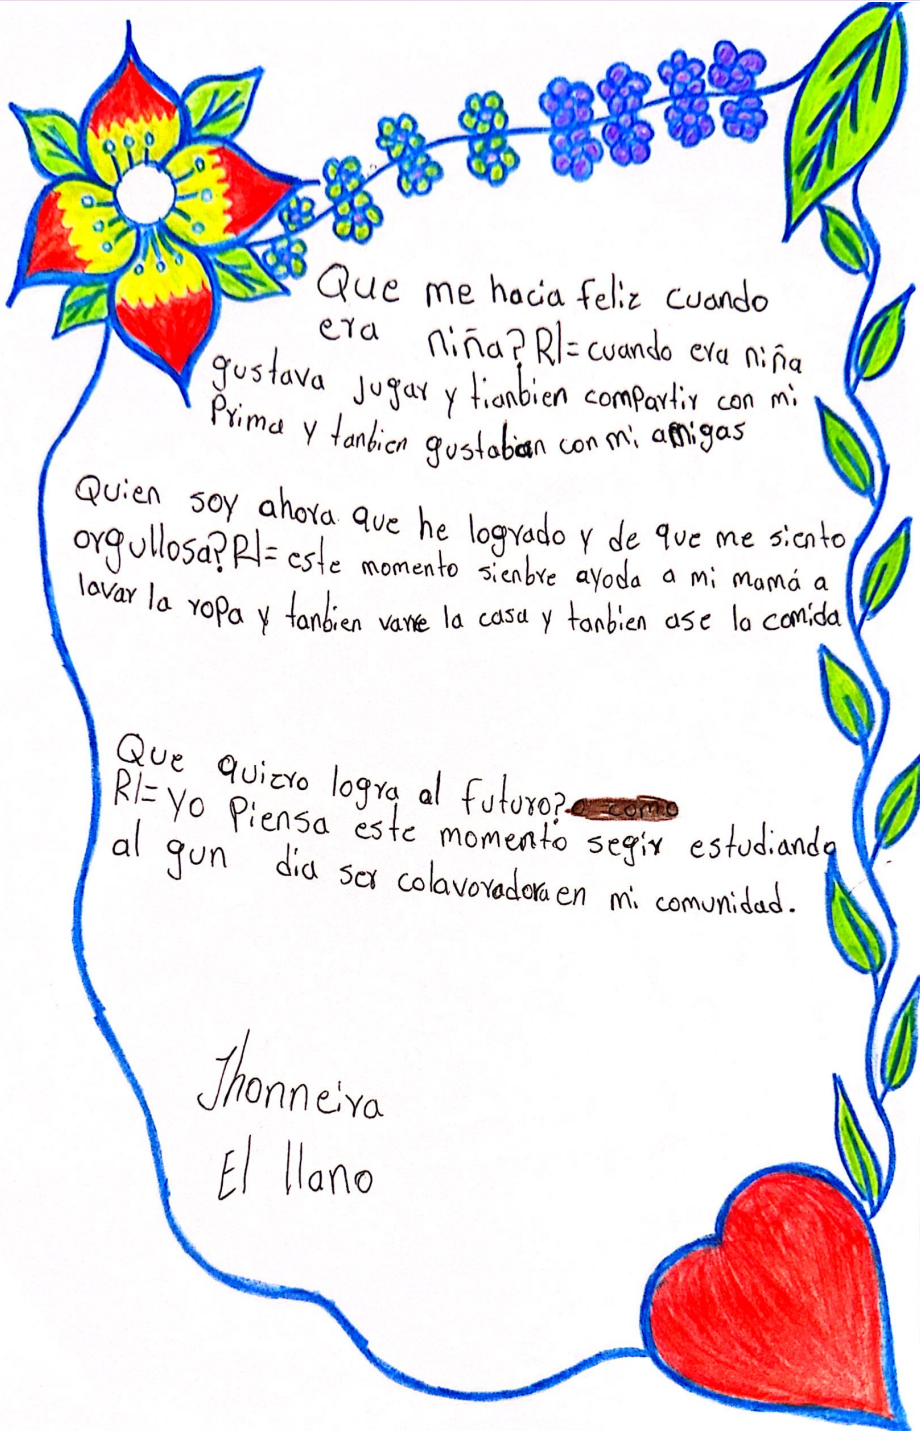 Que me hacia feliz cuando
era niña? R/= cuando era niña
gustava jugar y tianbien compartir con mi
Prima y tanbien gustaban con mi amigas
Quien soy ahora que he logrado y de que me siento
orgullosa? R/= este momento sienbre ayoda a mi mamá a
lavar la ropa y tanbien varre la casa y tanbien ase la comida
Que quiero logra al futuro?
R/= yo Piensa este momento segir estudiando
al gun dia ser colavoradora en mi comunidad.
Jhonneira
El llano